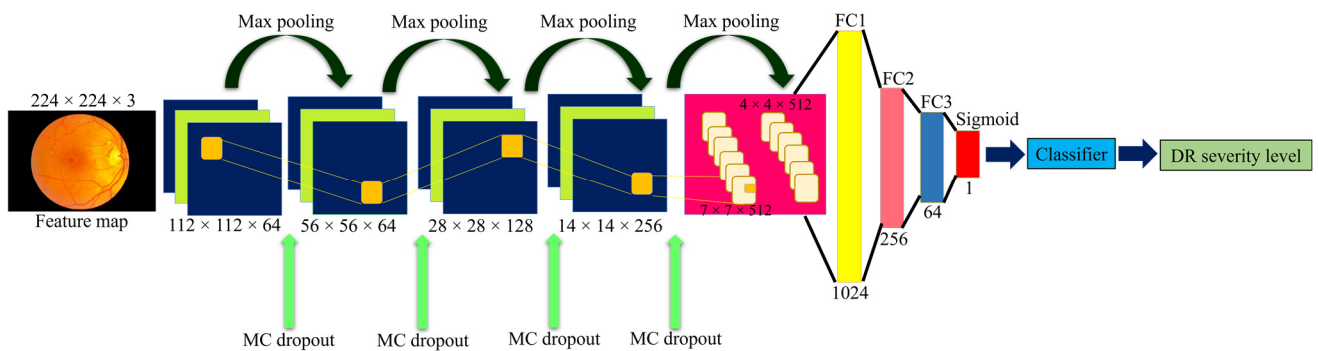 Max pooling
Max pooling
Max pooling
Max pooling
FC1
224 × 224 × 3
Feature map
112 × 112 × 64
56 × 56 × 64
28 × 28 × 128
14 × 14 × 256
4 × 4 × 512
7 × 7 × 512
1024
FC2
256
FC3
64
Sigmoid
1
Classifier
DR severity level
MC dropout
MC dropout
MC dropout
MC dropout